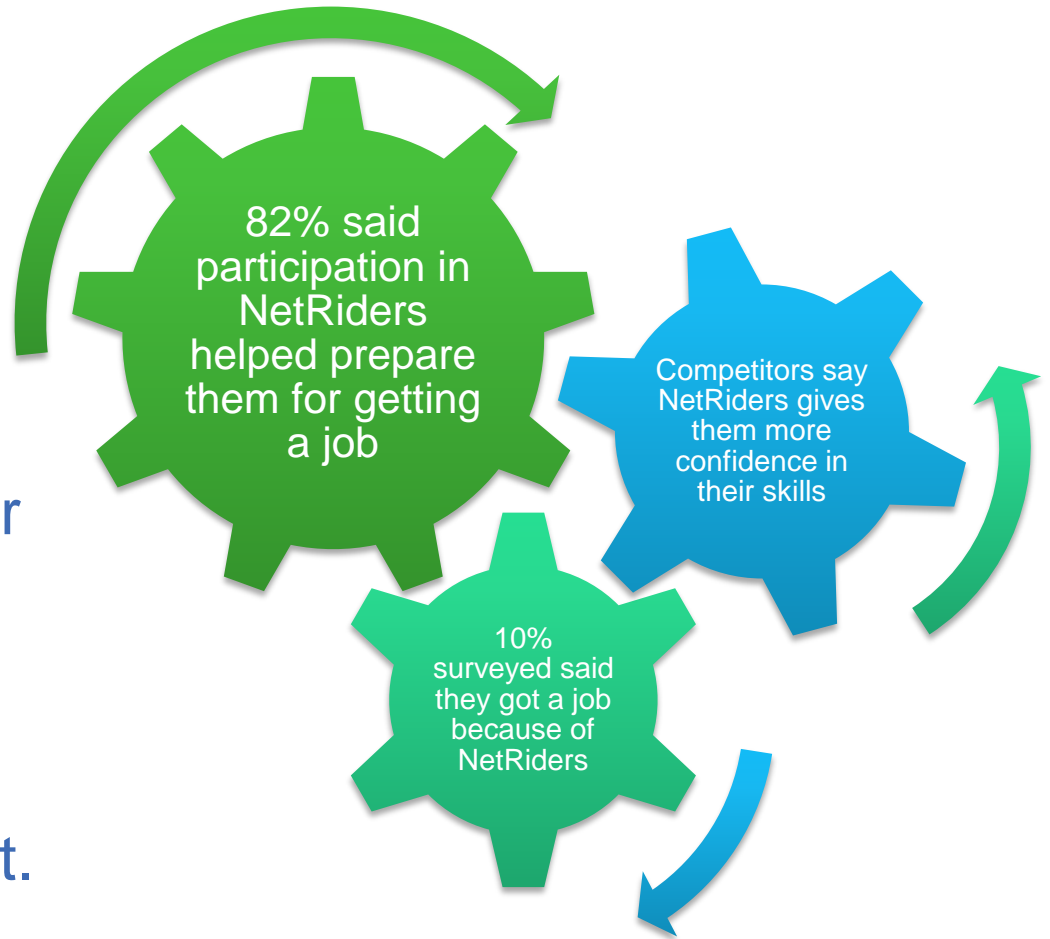 82% said
participation in
NetRiders
helped prepare
them for getting
a job
Competitors say
NetRiders gives
them more
confidence in
their skills
r
10%
surveyed said
they got a job
because of
NetRiders
t.